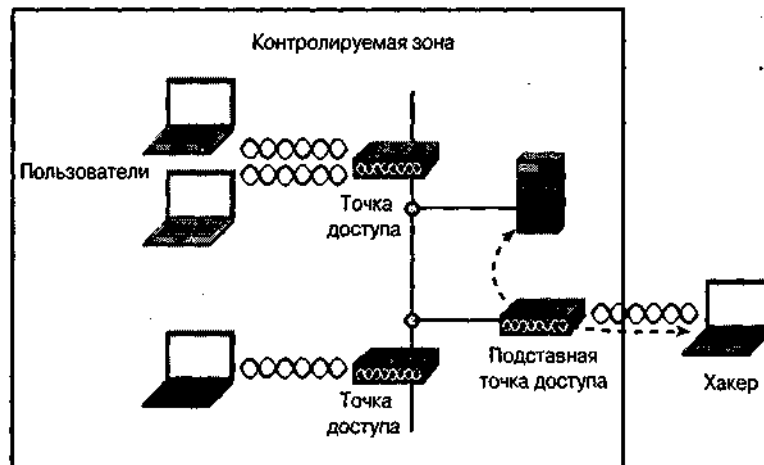 Контролируемая зона
Пользователи
Точка
доступа
Точка
доступа
Подставная
точка доступа
Хакер